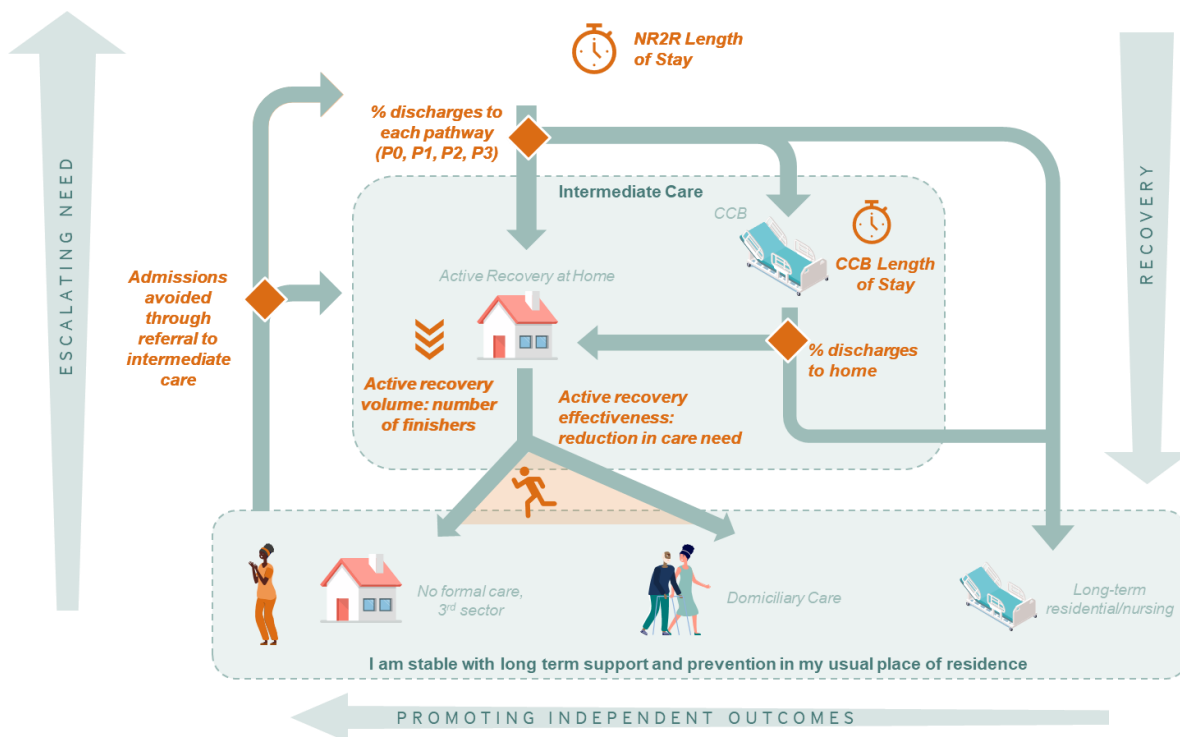 NR2R Length
of Stay
% discharges to
each pathway
(P0, P1, P2, P3)
ESCALATING NEED
RECOVERY
Intermediate Care
CCB
CCB Length
of Stay
Active Recovery at Home
Admissions
avoided
through
referral to
intermediate
care
% discharges
to home
Active recovery
volume: number
of finishers
Active recovery
effectiveness:
reduction in care need
No formal care,
3rd sector
Domiciliary Care
Long-term
residential/nursing
I am stable with long term support and prevention in my usual place of residence
PROMOTING INDEPENDENT OUTCOMES